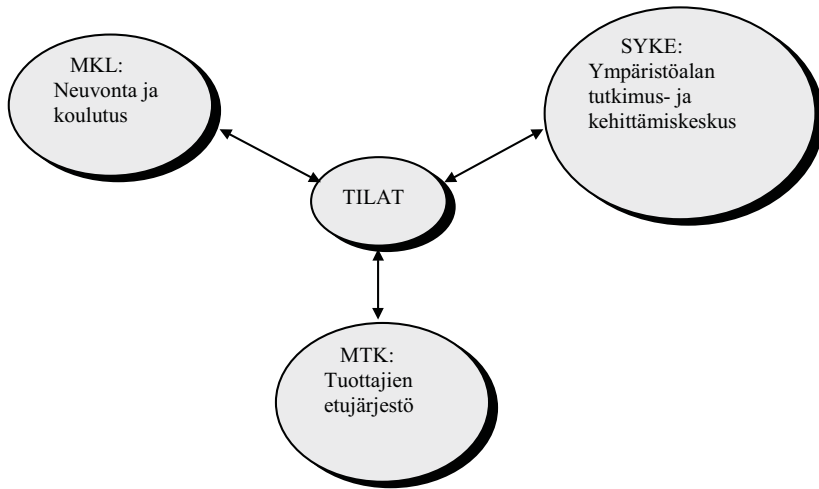 MKL:
Neuvonta ja
koulutus
SYKE:
Ympäristöalan
tutkimus- ja
kehittämiskeskus
TILAT
MTK:
Tuottajien
etujärjestö